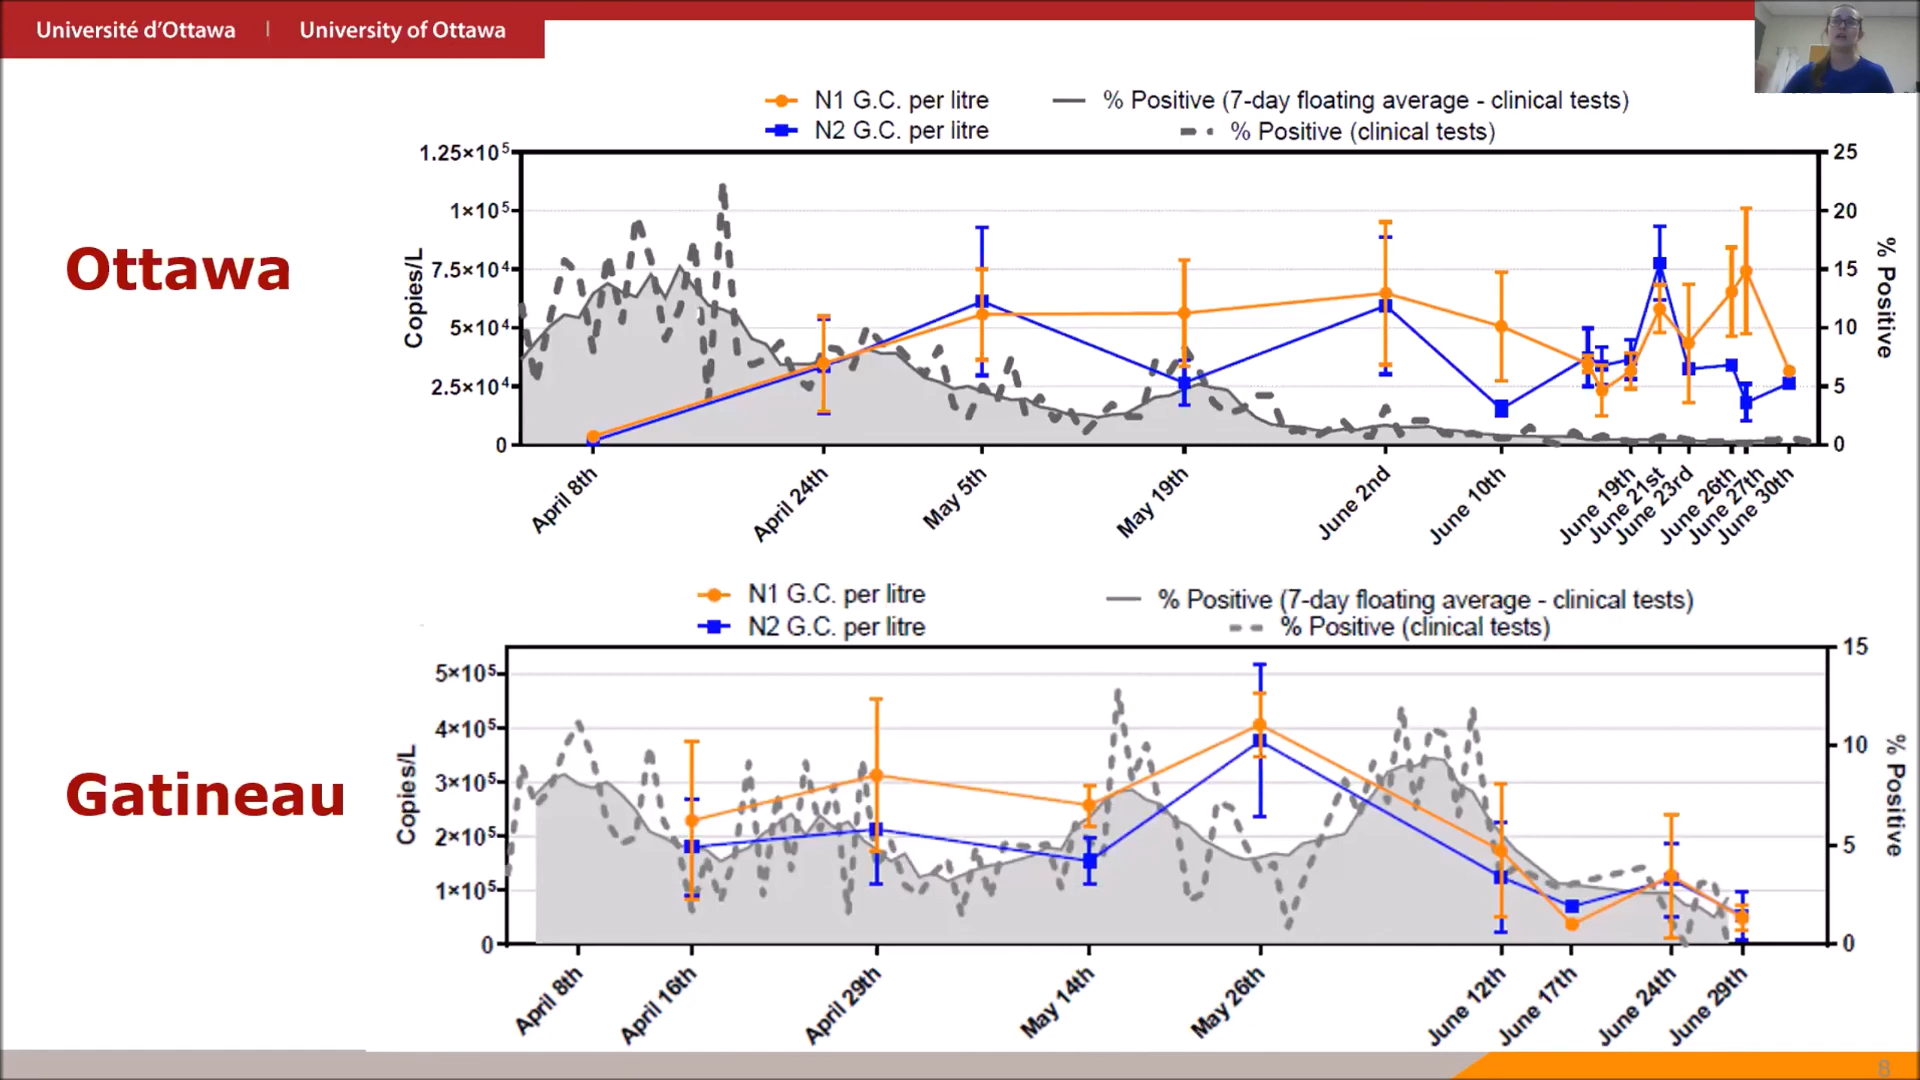 Université d'Ottawa | University of Ottawa
N1 G.C. per litre
% Positive (7-day floating average - clinical tests)
N2 G.C. per litre
% Positive (clinical tests)
Ottawa
Copies/L
1.25×10⁵
1×10⁵
7.5×10⁴
5×10⁴
2.5×10⁴
0
25
20
15
10
5
0
% Positive
April 8th
April 24th
May 5th
May 19th
June 2nd
June 10th
June 19th
June 21st
June 23rd
June 26th
June 27th
June 30th
N1 G.C. per litre
% Positive (7-day floating average - clinical tests)
N2 G.C. per litre
% Positive (clinical tests)
Gatineau
Copies/L
5×10⁵
4×10⁵
3×10⁵
2×10⁵
1×10⁵
0
15
10
5
0
% Positive
April 8th
April 16th
April 29th
May 14th
May 26th
June 12th
June 17th
June 24th
June 29th
8